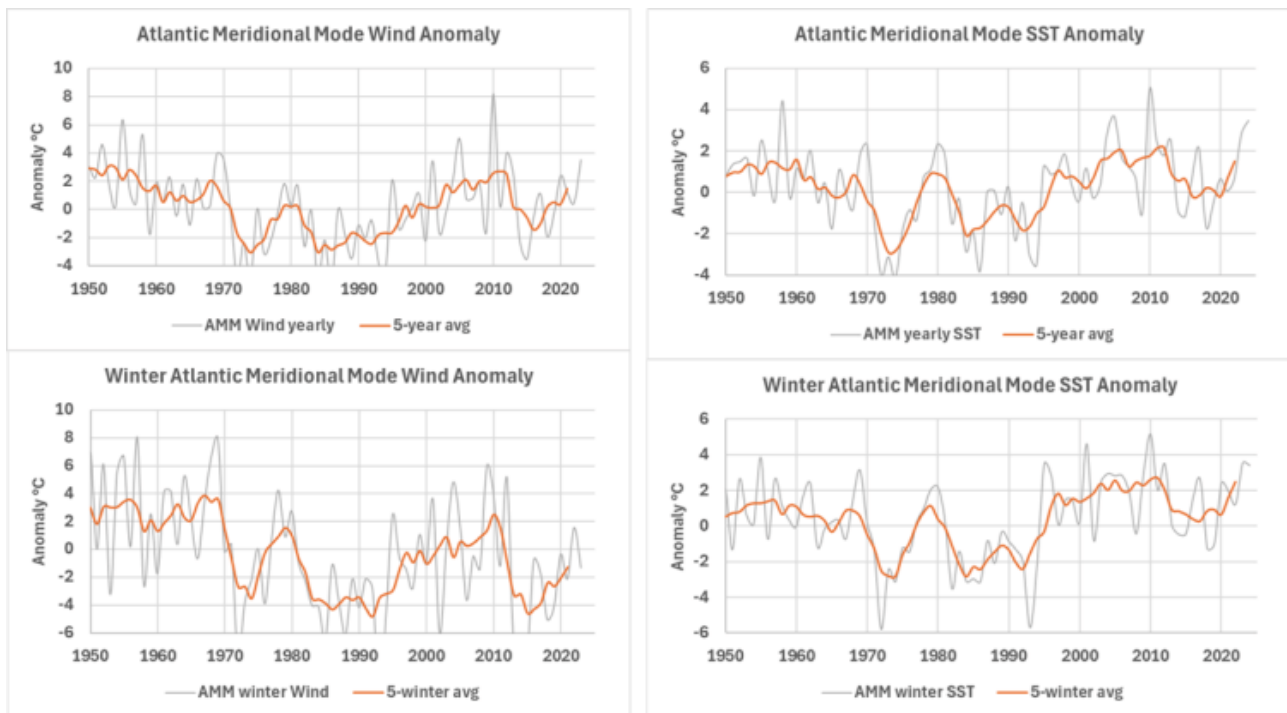 Atlantic Meridional Mode Wind Anomaly
Anomaly °C
10
8
6
4
2
0
-2
-4
1950 1960 1970 1980 1990 2000 2010 2020
AMM Wind yearly 5-year avg
Atlantic Meridional Mode SST Anomaly
Anomaly °C
6
4
2
0
-2
-4
1950 1960 1970 1980 1990 2000 2010 2020
AMM yearly SST 5-year avg
Winter Atlantic Meridional Mode Wind Anomaly
Anomaly °C
10
8
6
4
2
0
-2
-4
-6
1950 1960 1970 1980 1990 2000 2010 2020
AMM winter Wind 5-winter avg
Winter Atlantic Meridional Mode SST Anomaly
Anomaly °C
6
4
2
0
-2
-4
-6
1950 1960 1970 1980 1990 2000 2010 2020
AMM winter SST 5-winter avg